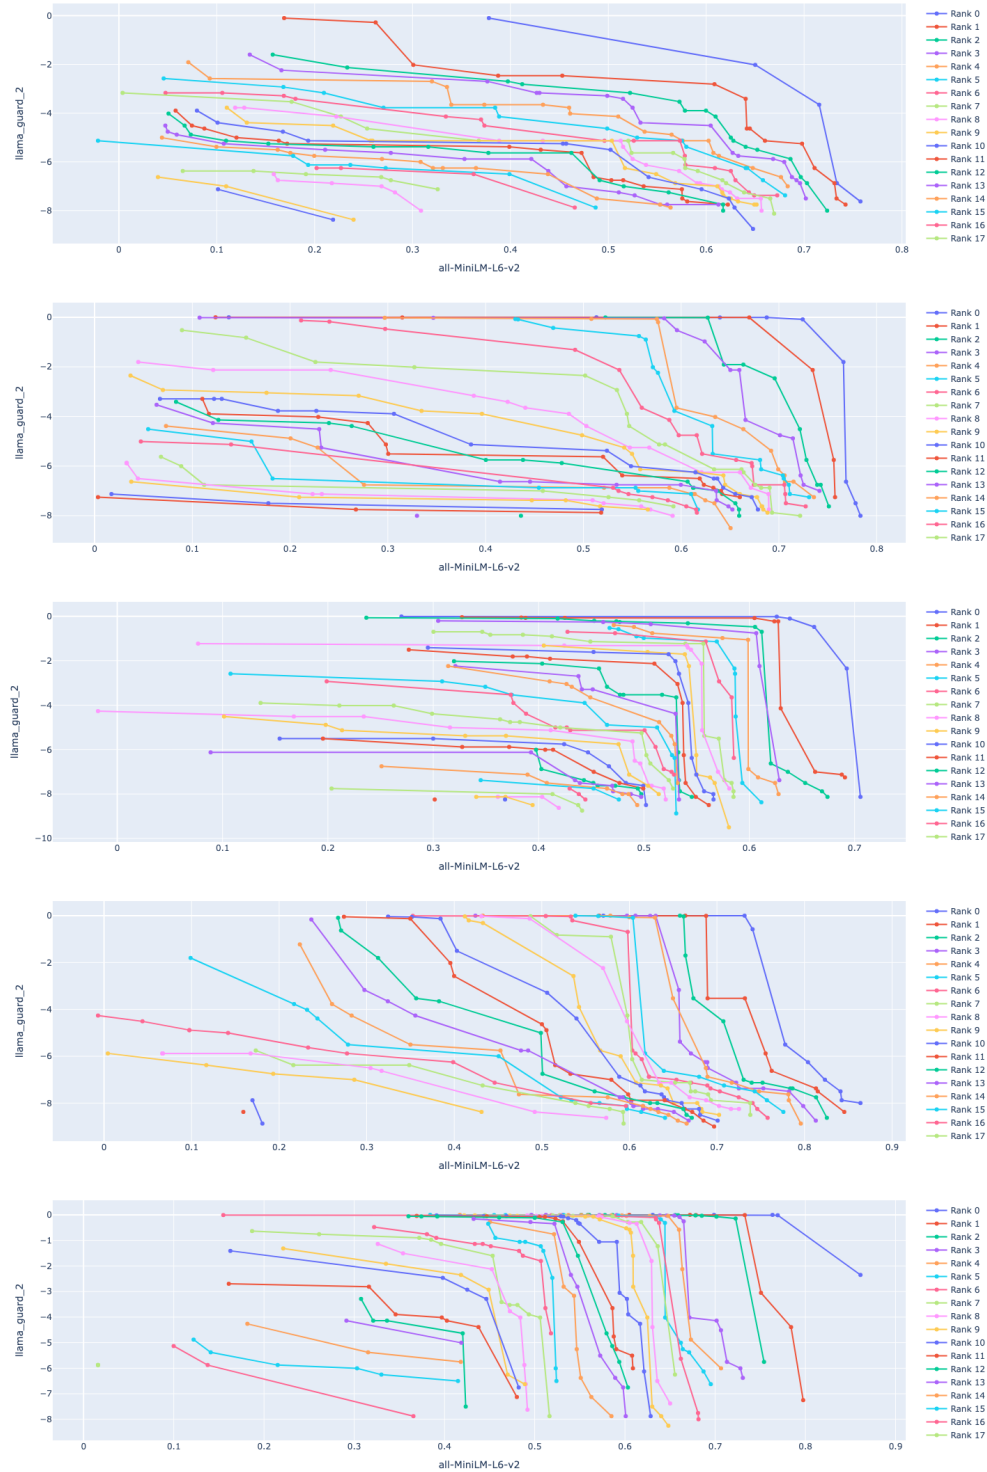 0
−2
−4
−6
−8
llama_guard_2
0
0.1
0.2
0.3
0.4
0.5
0.6
0.7
0.8
all-MiniLM-L6-v2
Rank 0
Rank 1
Rank 2
Rank 3
Rank 4
Rank 5
Rank 6
Rank 7
Rank 8
Rank 9
Rank 10
Rank 11
Rank 12
Rank 13
Rank 14
Rank 15
Rank 16
Rank 17
0
−2
−4
−6
−8
llama_guard_2
0
0.1
0.2
0.3
0.4
0.5
0.6
0.7
0.8
all-MiniLM-L6-v2
Rank 0
Rank 1
Rank 2
Rank 3
Rank 4
Rank 5
Rank 6
Rank 7
Rank 8
Rank 9
Rank 10
Rank 11
Rank 12
Rank 13
Rank 14
Rank 15
Rank 16
Rank 17
0
−2
−4
−6
−8
−10
llama_guard_2
0
0.1
0.2
0.3
0.4
0.5
0.6
0.7
all-MiniLM-L6-v2
Rank 0
Rank 1
Rank 2
Rank 3
Rank 4
Rank 5
Rank 6
Rank 7
Rank 8
Rank 9
Rank 10
Rank 11
Rank 12
Rank 13
Rank 14
Rank 15
Rank 16
Rank 17
0
−2
−4
−6
−8
llama_guard_2
0
0.1
0.2
0.3
0.4
0.5
0.6
0.7
0.8
0.9
all-MiniLM-L6-v2
Rank 0
Rank 1
Rank 2
Rank 3
Rank 4
Rank 5
Rank 6
Rank 7
Rank 8
Rank 9
Rank 10
Rank 11
Rank 12
Rank 13
Rank 14
Rank 15
Rank 16
Rank 17
0
−1
−2
−3
−4
−5
−6
−7
−8
llama_guard_2
0
0.1
0.2
0.3
0.4
0.5
0.6
0.7
0.8
0.9
all-MiniLM-L6-v2
Rank 0
Rank 1
Rank 2
Rank 3
Rank 4
Rank 5
Rank 6
Rank 7
Rank 8
Rank 9
Rank 10
Rank 11
Rank 12
Rank 13
Rank 14
Rank 15
Rank 16
Rank 17